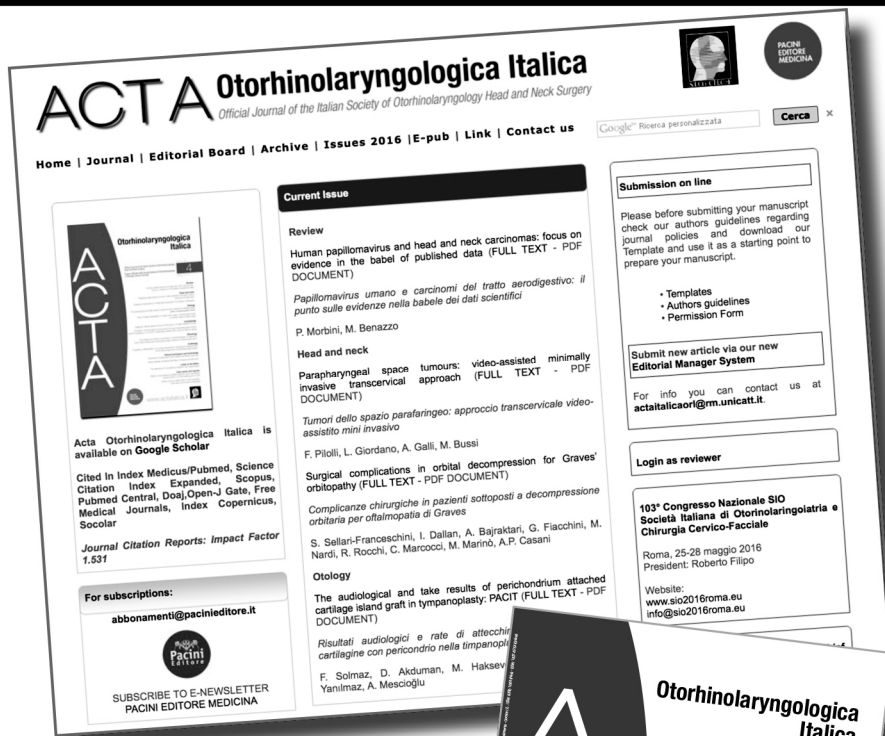 ACTA Otorhinolaryngologica Italica
Official Journal of the Italian Society of Otorhinolaryngology Head and Neck Surgery
PACINI
EDITORE
MEDICINA
Home | Journal | Editorial Board | Archive | Issues 2016 |E-pub | Link | Contact us
Google™ Ricerca personalizzata
Cerca
×
ACTA
Otorhinolaryngologica
Italica
4
Acta Otorhinolaryngologica Italica is
available on Google Scholar
Cited In Index Medicus/Pubmed, Science
Citation Index Expanded, Scopus,
Pubmed Central, Doaj,Open-J Gate, Free
Medical Journals, Index Copernicus,
Socolar
Journal Citation Reports: Impact Factor
1.531
For subscriptions:
abbonamenti@pacinieditore.it
Pacini
Editore
SUBSCRIBE TO E-NEWSLETTER
PACINI EDITORE MEDICINA
Current Issue
Review
Human papillomavirus and head and neck carcinomas: focus on
evidence in the babel of published data (FULL TEXT - PDF
DOCUMENT)
Papillomavirus umano e carcinomi del tratto aerodigestivo: il
punto sulle evidenze nella babele dei dati scientifici
P. Morbini, M. Benazzo
Head and neck
Parapharyngeal space tumours: video-assisted minimally
invasive transcervical approach (FULL TEXT - PDF
DOCUMENT)
Tumori dello spazio parafaringeo: approccio transcervicale video-
assistito mini invasivo
F. Pilolli, L. Giordano, A. Galli, M. Bussi
Surgical complications in orbital decompression for Graves'
orbitopathy (FULL TEXT - PDF DOCUMENT)
Complicanze chirurgiche in pazienti sottoposti a decompressione
orbitaria per oftalmopatia di Graves
S. Sellari-Franceschini, I. Dallan, A. Bajraktari, G. Fiacchini, M.
Nardi, R. Rocchi, C. Marcocci, M. Marinò, A.P. Casani
Otology
The audiological and take results of perichondrium attached
cartilage island graft in tympanoplasty: PACIT (FULL TEXT - PDF
DOCUMENT)
Risultati audiologici e rate di attecchi
cartilagine con pericondrio nella timpanopl
F. Solmaz, D. Akduman, M. Haksev
Yanılmaz, A. Mescioğlu
Submission on line
Please before submitting your manuscript
check our authors guidelines regarding
journal policies and download our
Template and use it as a starting point to
prepare your manuscript.
• Templates
• Authors guidelines
• Permission Form
Submit new article via our new
Editorial Manager System
For info you can contact us at
actaitalicaorl@rm.unicatt.it.
Login as reviewer
103° Congresso Nazionale SIO
Società Italiana di Otorinolaringoiatria e
Chirurgia Cervico-Facciale
Roma, 25-28 maggio 2016
President: Roberto Filipo
Website:
www.sio2016roma.eu
info@sio2016roma.eu
Otorhinolaryngologica
Italica